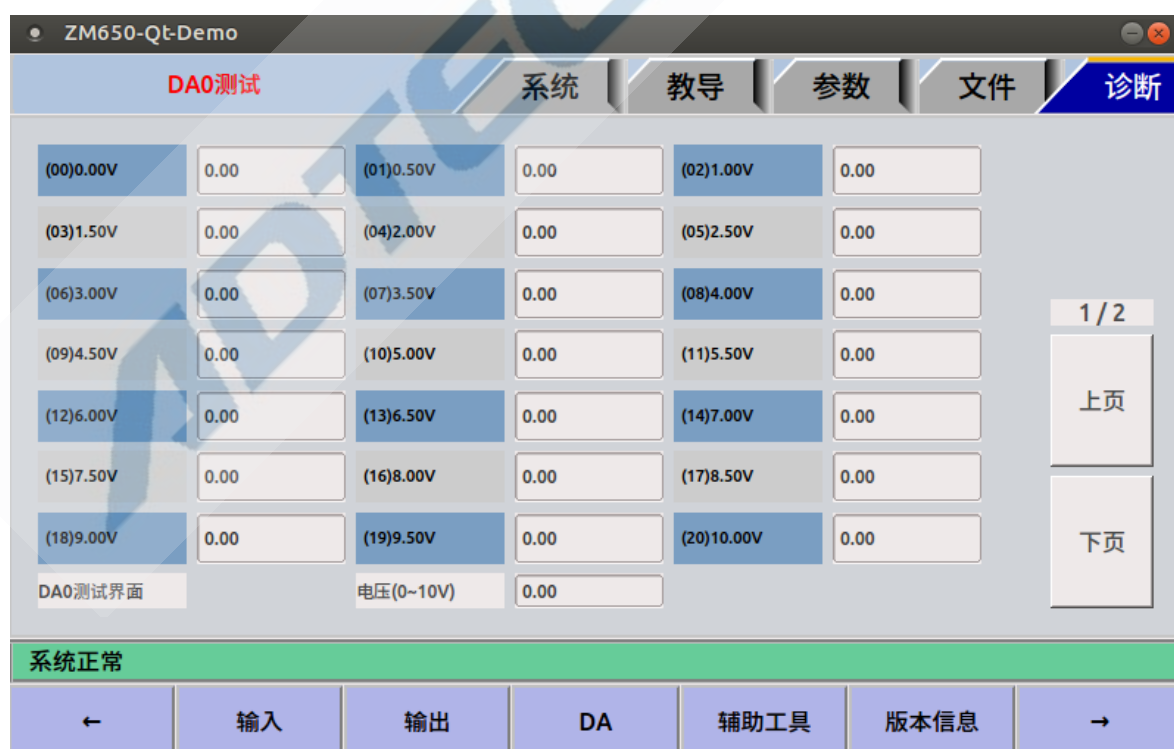 ZM650-Qt-Demo
DA0测试 系统 教导 参数 文件 诊断
(00)0.00V 0.00 (01)0.50V 0.00 (02)1.00V 0.00
(03)1.50V 0.00 (04)2.00V 0.00 (05)2.50V 0.00
(06)3.00V 0.00 (07)3.50V 0.00 (08)4.00V 0.00
1 / 2
(09)4.50V 0.00 (10)5.00V 0.00 (11)5.50V 0.00
上页
(12)6.00V 0.00 (13)6.50V 0.00 (14)7.00V 0.00
(15)7.50V 0.00 (16)8.00V 0.00 (17)8.50V 0.00
(18)9.00V 0.00 (19)9.50V 0.00 (20)10.00V 0.00
下页
DA0测试界面 电压(0~10V) 0.00
系统正常
← 输入 输出 DA 辅助工具 版本信息 →
ADTEC